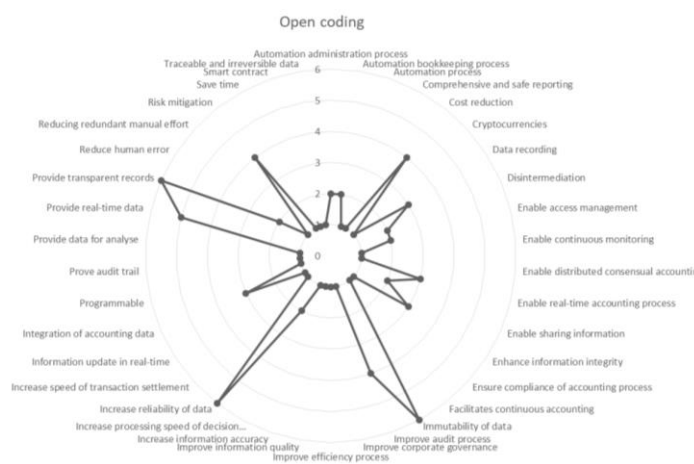 Open coding
Automation administration process
Automation bookkeeping process
Automation process
Comprehensive and safe reporting
Cost reduction
Cryptocurrencies
Data recording
Disintermediation
Enable access management
Enable continuous monitoring
Enable distributed consensual accounti
Enable real-time accounting process
Enable sharing information
Enhance information integrity
Ensure compliance of accounting process
Facilitates continuous accounting
Immutability of data
Improve audit process
Improve corporate governance
Improve efficiency process
Improve information quality
Increase information accuracy
Increase processing speed of decision...
Increase reliability of data
Increase speed of transaction settlement
Information update in real-time
Integration of accounting data
Programmable
Prove audit trail
Provide data for analyse
Provide real-time data
Provide transparent records
Reduce human error
Reducing redundant manual effort
Risk mitigation
Save time
Smart contract
Traceable and irreversible data
6
5
4
3
2
1
0